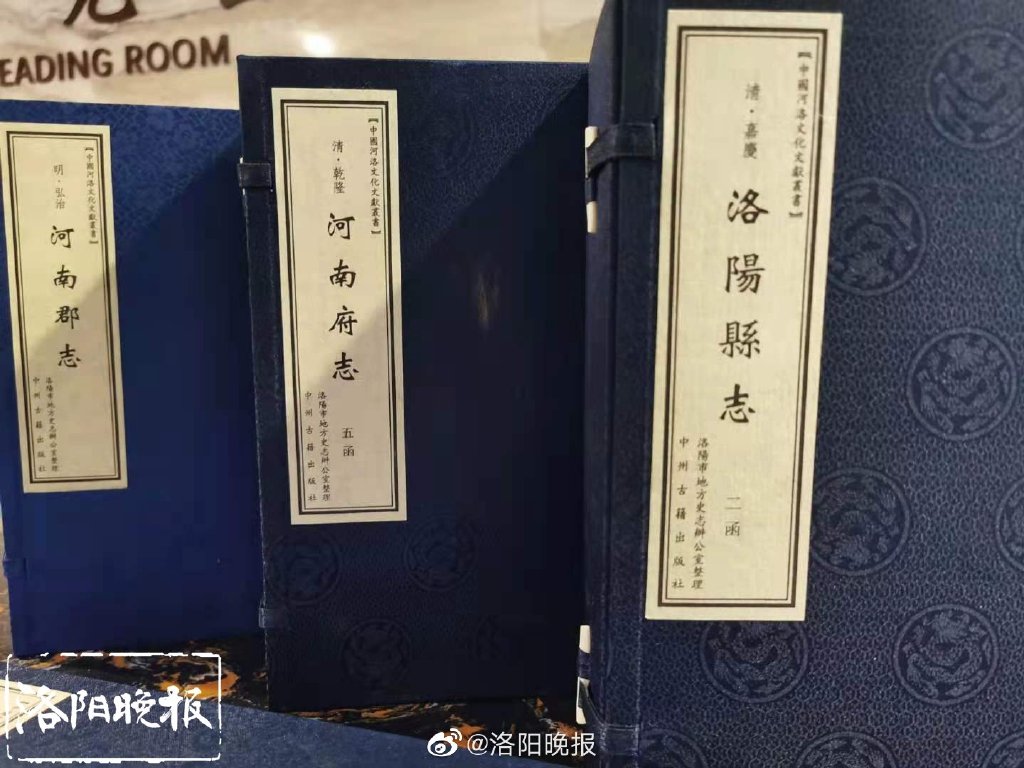 EADING ROOM
【中國河洛文化文獻叢書】
明·弘治
河南郡志
洛陽市地方史志辦公室整理
中州古籍出版社
【中國河洛文化文獻叢書】
清·乾隆
河南府志
五函
洛陽市地方史志辦公室整理
中州古籍出版社
【中國河洛文化文獻叢書】
清·嘉慶
洛陽縣志
二函
洛陽市地方史志辦公室整理
中州古籍出版社
洛阳晚报
@洛阳晚报